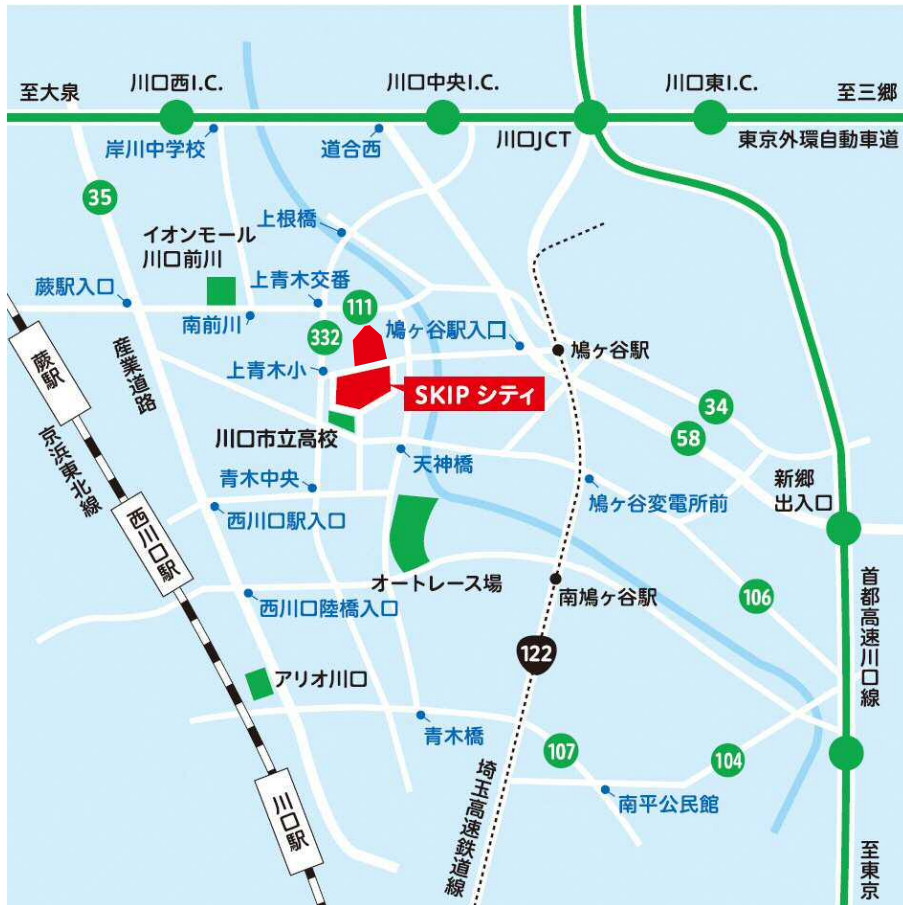 川口西I.C.
川口中央I.C.
川口東I.C.
至大泉
至三郷
岸川中学校
道合西
川口JCT
東京外環自動車道
35
上根橋
イオンモール
川口前川
上青木交番
蕨駅入口
111
南前川
332
鳩ヶ谷駅入口
鳩ヶ谷駅
蕨駅
産業道路
上青木小
SKIP シティ
34
58
川口市立高校
天神橋
京浜東北線
青木中央
西川口駅入口
鳩ヶ谷変電所前
新郷
出入口
西川口駅
オートレース場
西川口陸橋入口
南鳩ヶ谷駅
106
首都高速川口線
122
アリオ川口
青木橋
107
104
川口駅
埼玉高速鉄道線
南平公民館
至東京